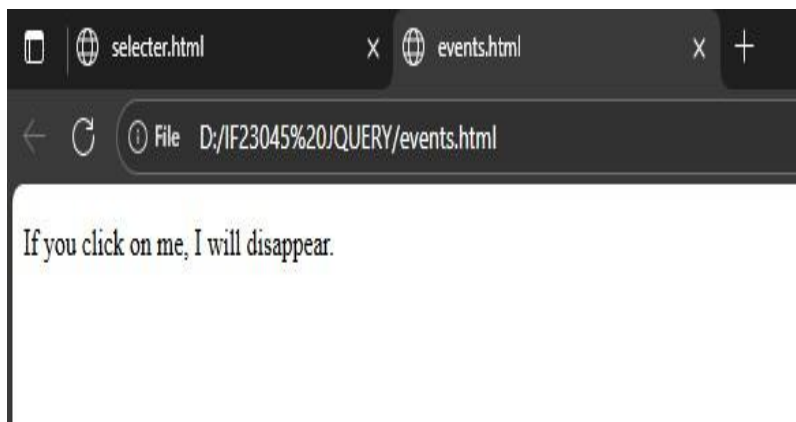 selecter.html
events.html
File D:/IF23045%20JQUERY/events.html
If you click on me, I will disappear.